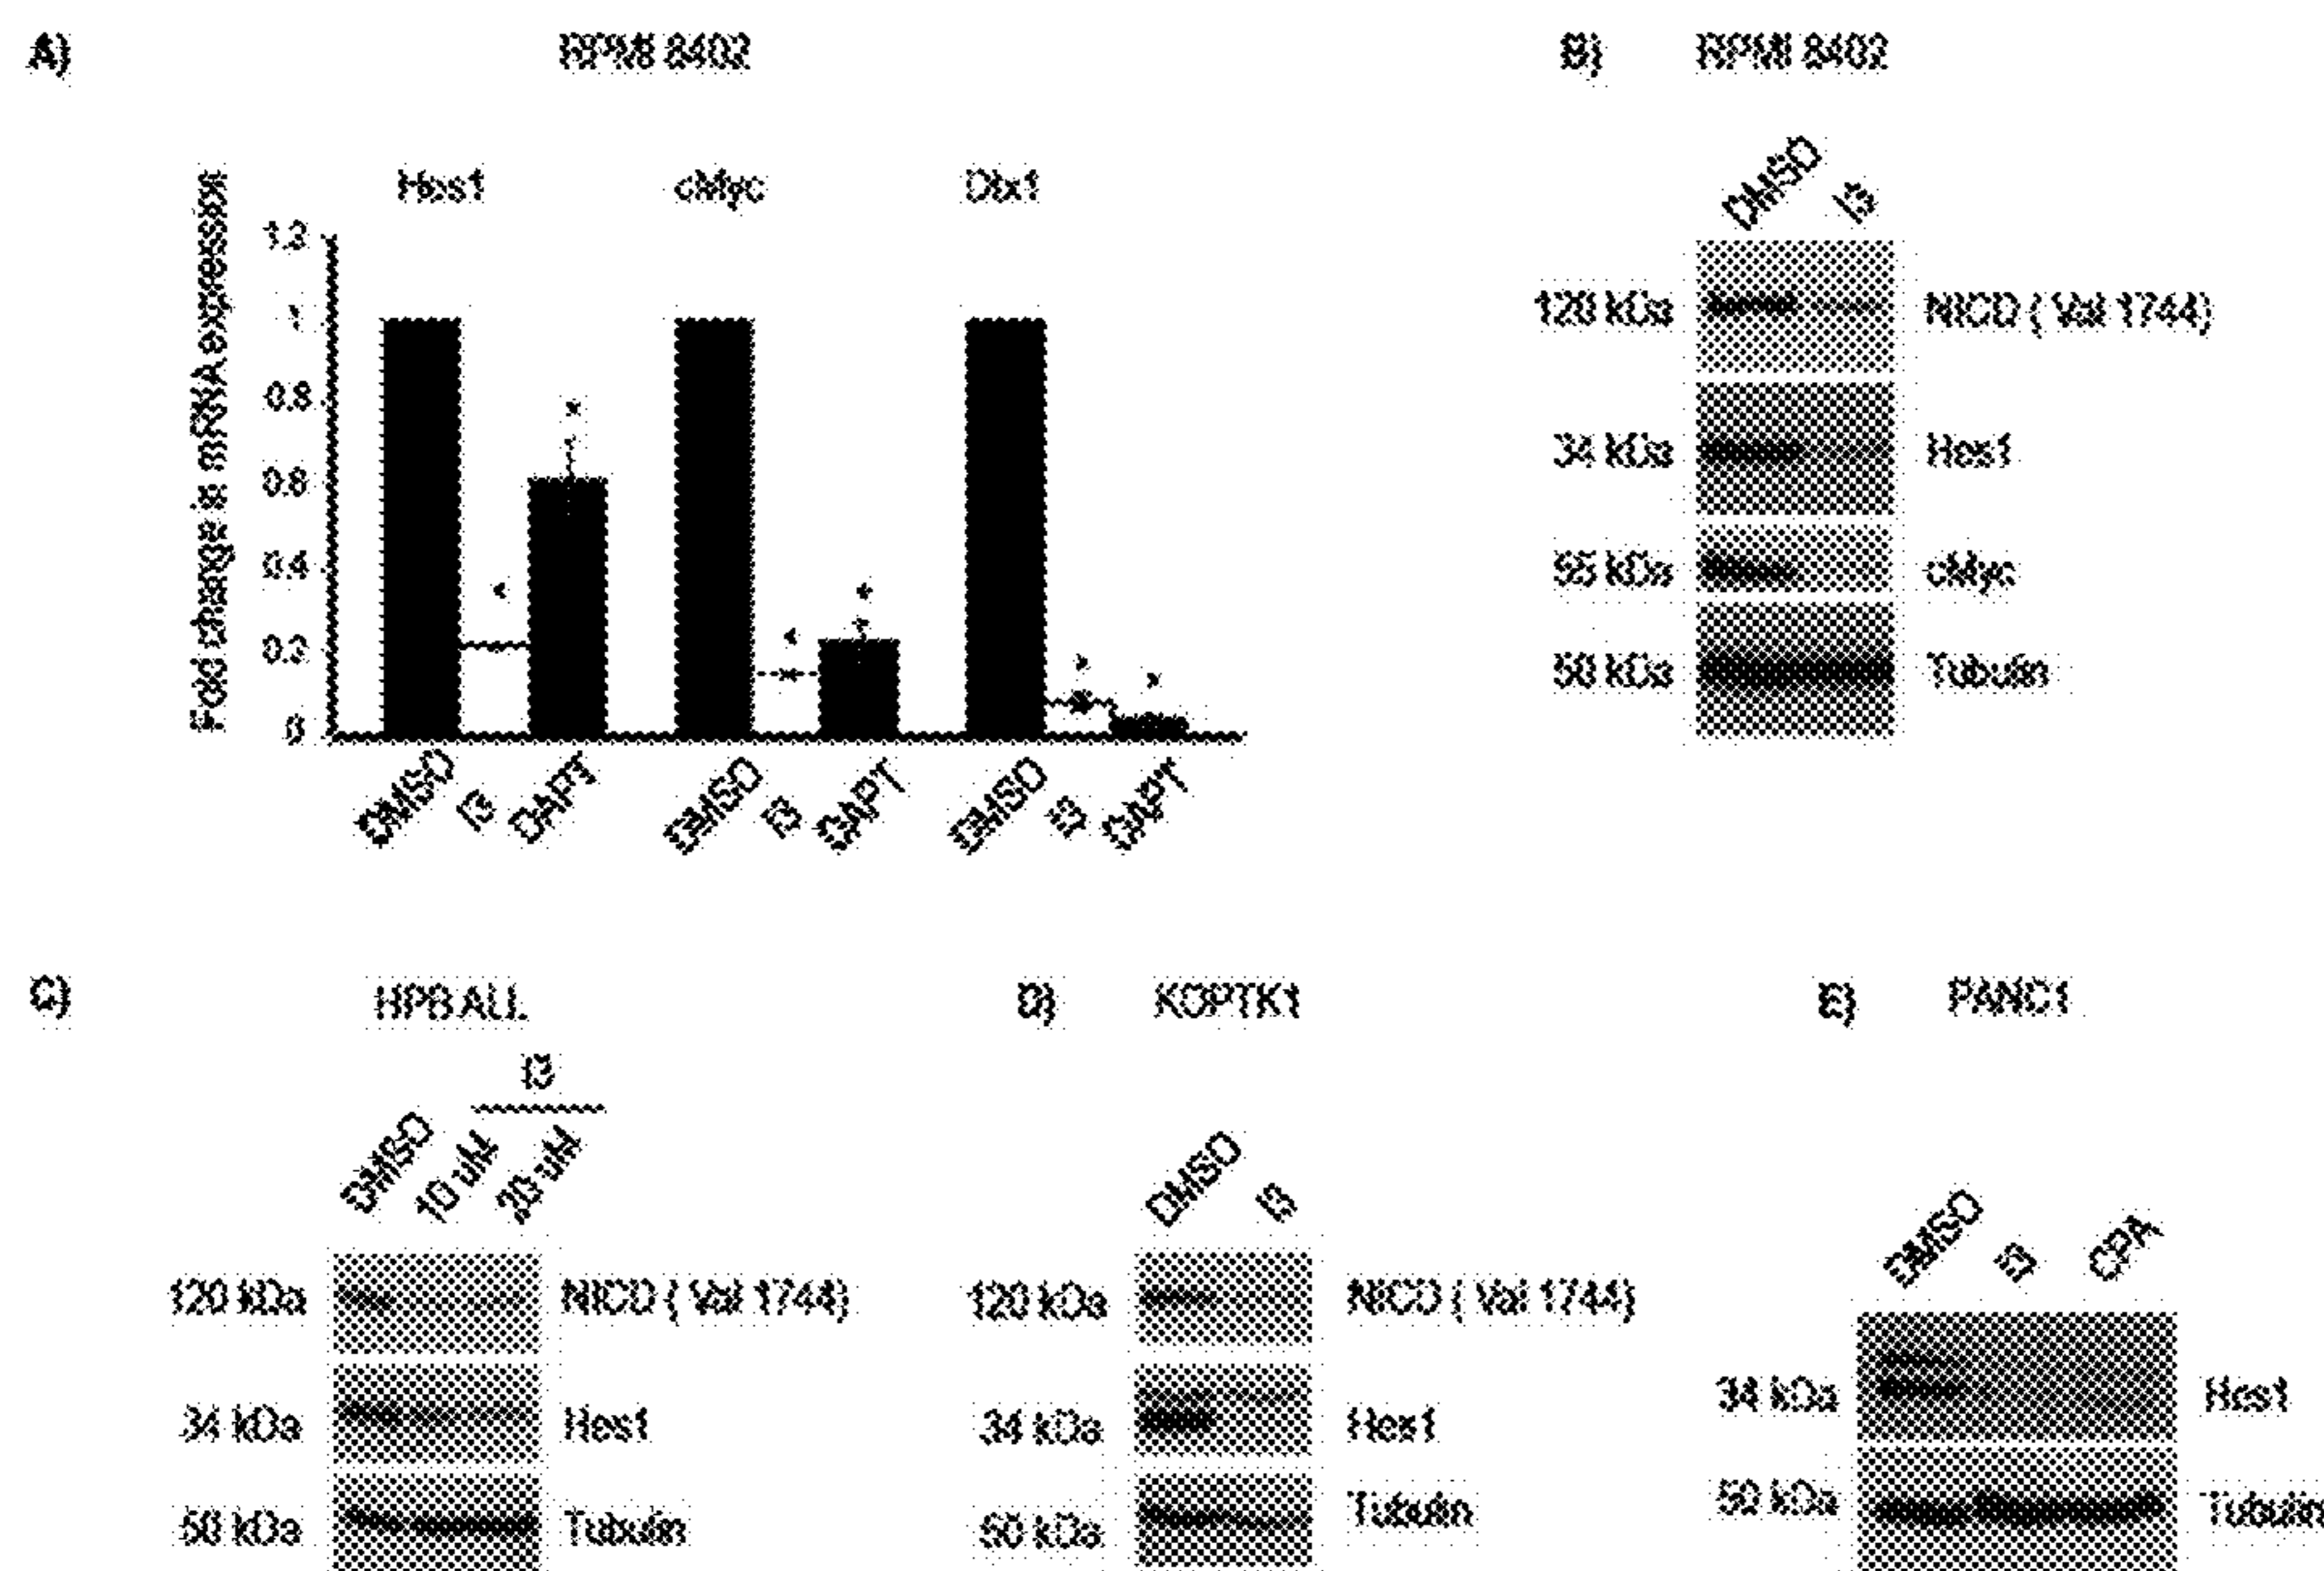 A) RPMI 8402
Hes1 cMyc Dtx1
Fold change in mRNA expression
1.2
1
0.8
0.6
0.4
0.2
0
DMSO I3 DAPT DMSO I3 DAPT DMSO I3 DAPT
B) RPMI 8402
DMSO I3
120 kDa NICD ( Val 1744)
34 kDa Hes1
55 kDa cMyc
50 kDa Tubulin
C) HPB ALL
I3
DMSO 10 uM 20 uM
120 kDa NICD ( Val 1744)
34 kDa Hes1
50 kDa Tubulin
D) KOPTK1
DMSO I3
120 kDa NICD ( Val 1744)
34 kDa Hes1
50 kDa Tubulin
E) PANC1
DMSO I3 CPA
34 kDa Hes1
50 kDa Tubulin